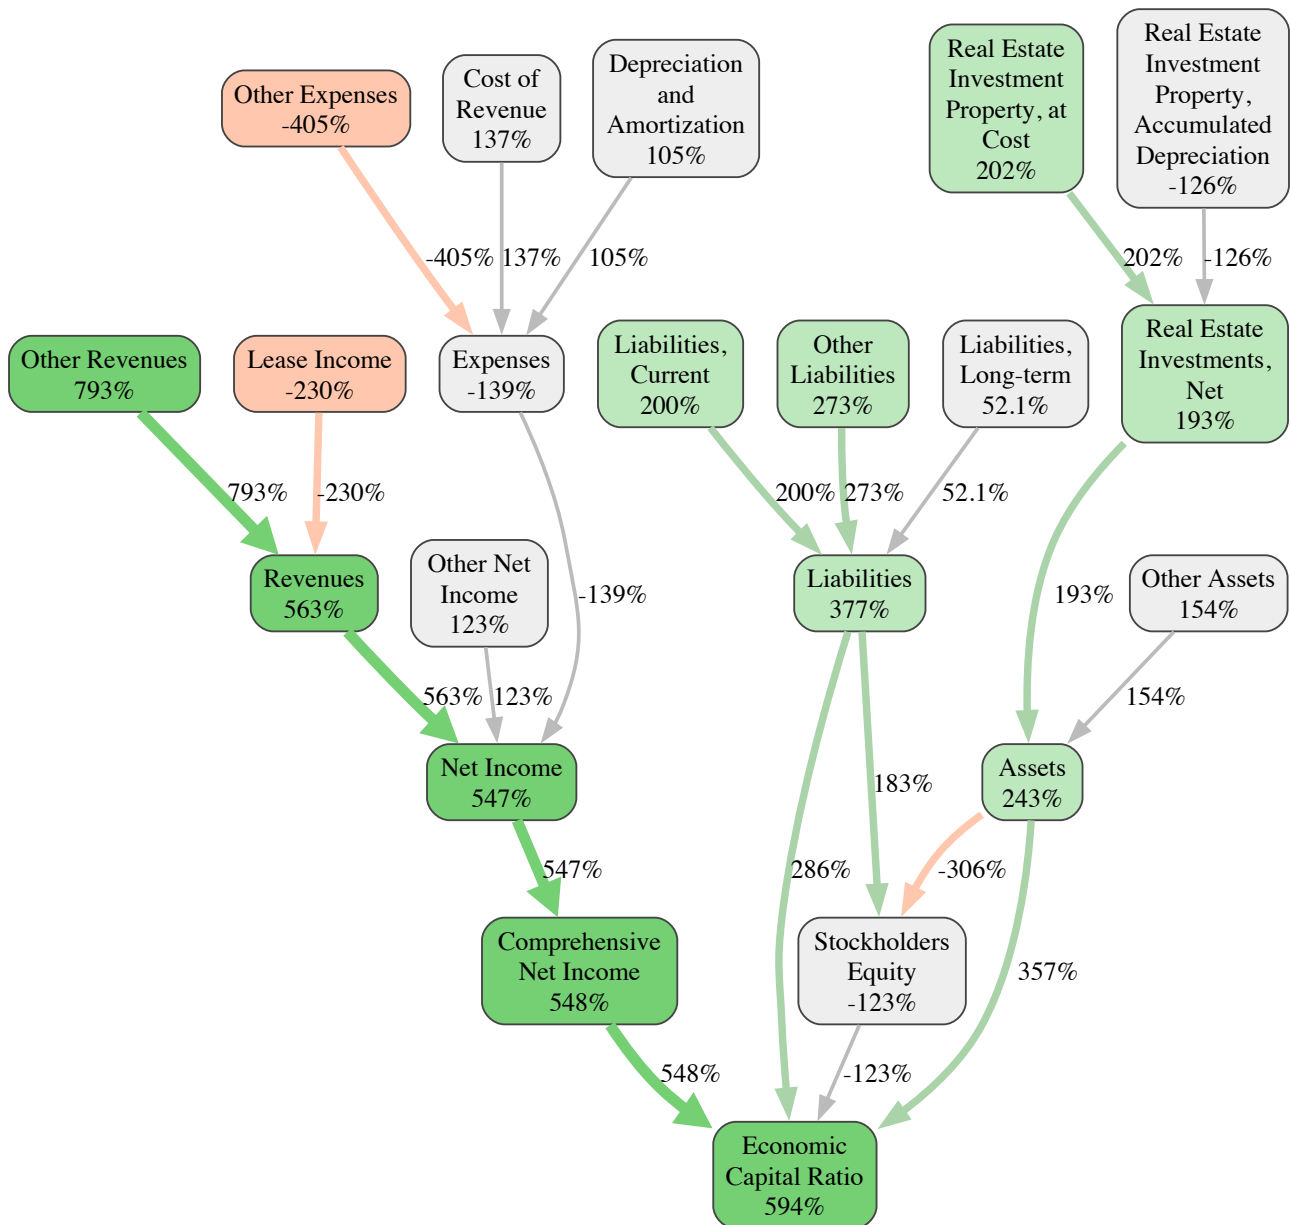 Other Expenses
-405%
Cost of
Revenue
137%
Depreciation
and
Amortization
105%
Real Estate
Investment
Property, at
Cost
202%
Real Estate
Investment
Property,
Accumulated
Depreciation
-126%
-405%
137%
105%
202%
-126%
Other Revenues
793%
Lease Income
-230%
Expenses
-139%
Liabilities,
Current
200%
Other
Liabilities
273%
Liabilities,
Long-term
52.1%
Real Estate
Investments,
Net
193%
793%
-230%
200%
273%
52.1%
Revenues
563%
Other Net
Income
123%
-139%
Liabilities
377%
193%
Other Assets
154%
563%
123%
154%
Net Income
547%
183%
Assets
243%
547%
286%
-306%
Comprehensive
Net Income
548%
Stockholders
Equity
-123%
357%
548%
-123%
Economic
Capital Ratio
594%